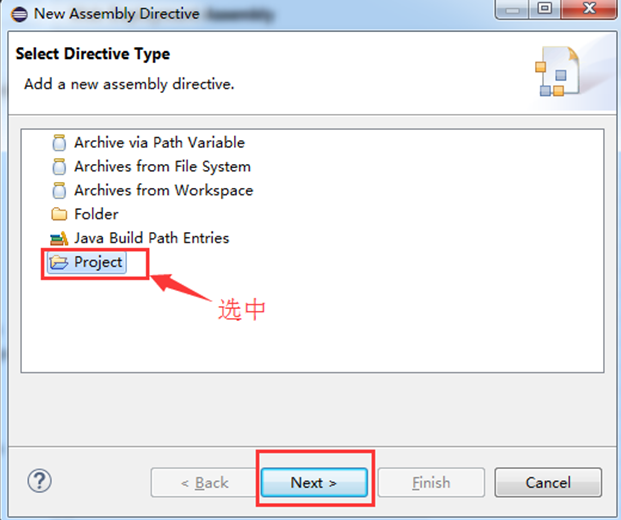 New Assembly Directive Assembly
Select Directive Type
Add a new assembly directive.
Archive via Path Variable
Archives from File System
Archives from Workspace
Folder
Java Build Path Entries
Project
选中
?
< Back
Next >
Finish
Cancel